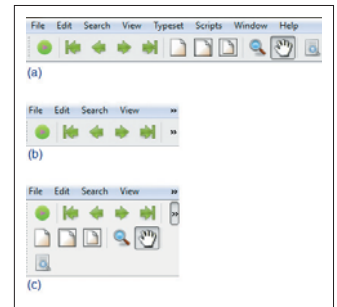 File Edit Search View Typeset Scripts Window Help
(a)
File Edit Search View »
»
(b)
File Edit Search View »
»
(c)